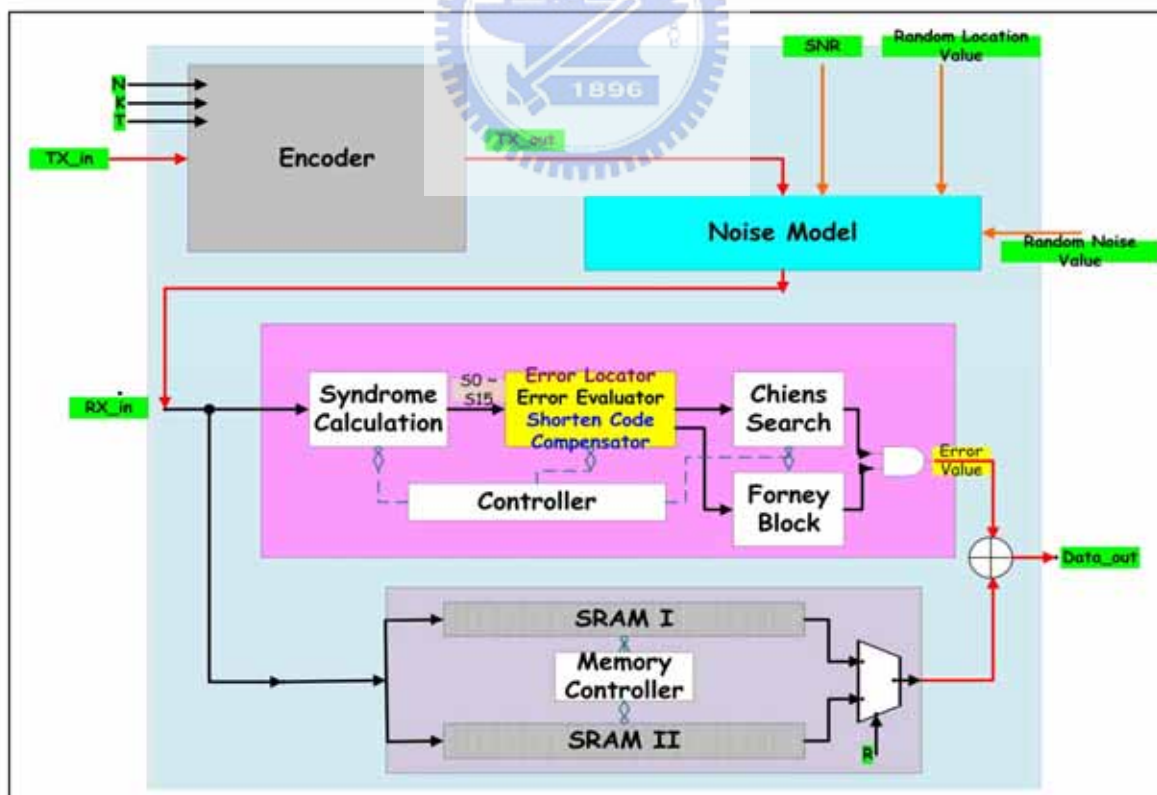 SNR
Random Location
Value
1896
N
K
T
TX_in
Encoder
TX_out
Noise Model
Random Noise
Value
RX_in
Syndrome
Calculation
S0 ~
S15
Error Locator
Error Evaluator
Shorten Code
Compensator
Chiens
Search
Controller
Forney
Block
Error
Value
Data_out
SRAM I
Memory
Controller
SRAM II
R